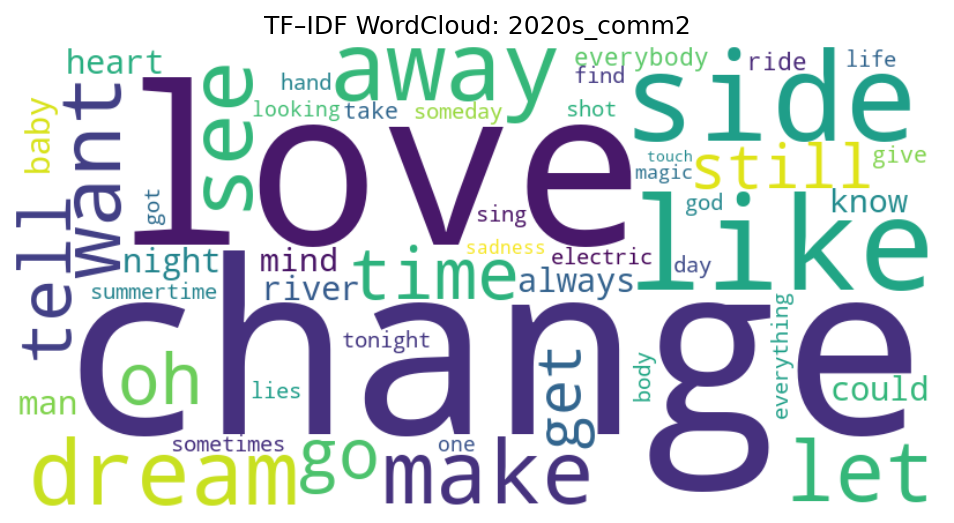 TF–IDF WordCloud: 2020s_comm2
heart
away
everybody
ride
life
hand
find
side
baby
want
see
love
looking
take
someday
shot
touch
magic
still
give
got
sing
god
know
like
tell
night
mind
sadness
electric
day
summertime
river
time
always
change
tonight
everything
get
body
man
oh
lies
could
sometimes
one
dream
go
make
let